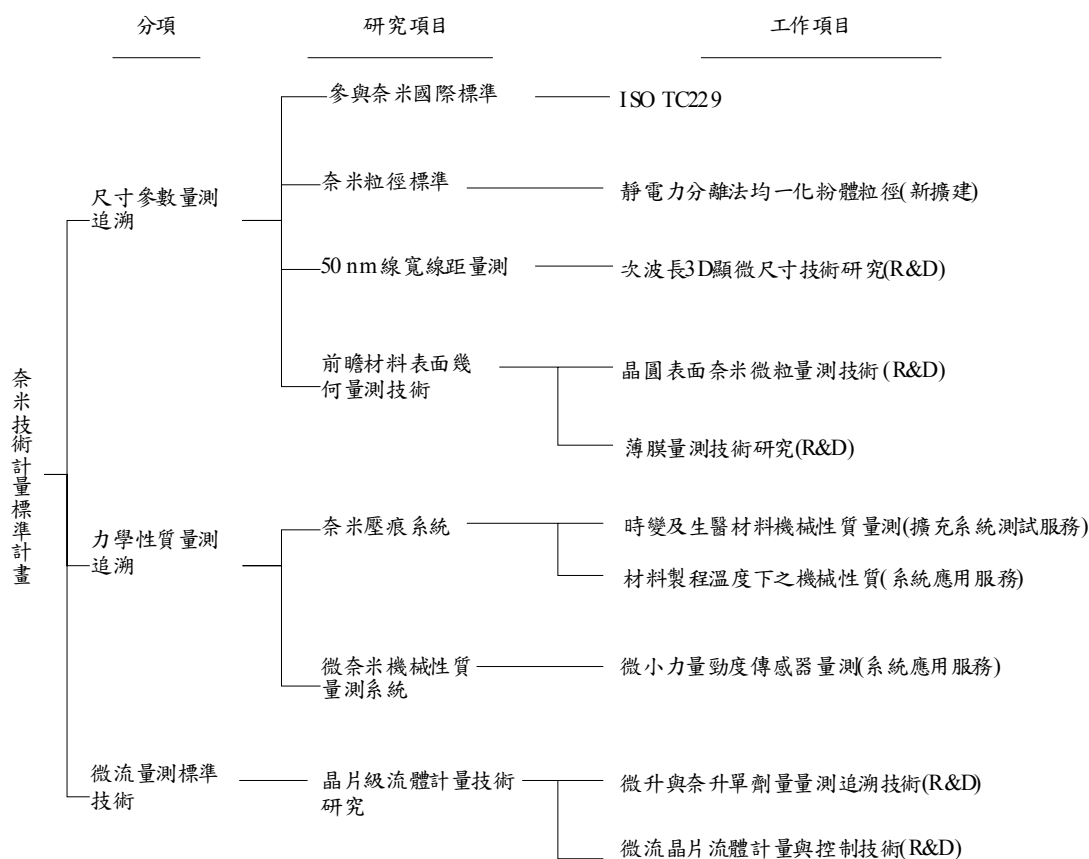 分項 研究項目 工作項目
參與奈米國際標準 ISO TC229
奈米粒徑標準 靜電力分離法均一化粉體粒徑(新擴建)
尺寸參數量測
追溯
50 nm線寬線距量測 次波長3D顯微尺寸技術研究(R&D)
前瞻材料表面幾
何量測技術
晶圓表面奈米微粒量測技術(R&D)
薄膜量測技術研究(R&D)
奈米技術計量標準計畫
力學性質量測
追溯
奈米壓痕系統 時變及生醫材料機械性質量測(擴充系統測試服務)
材料製程溫度下之機械性質(系統應用服務)
微奈米機械性質
量測系統
微小力量勁度傳感器量測(系統應用服務)
微流量測標準
技術
晶片級流體計量技術
研究
微升與奈升單劑量量測追溯技術(R&D)
微流晶片流體計量與控制技術(R&D)